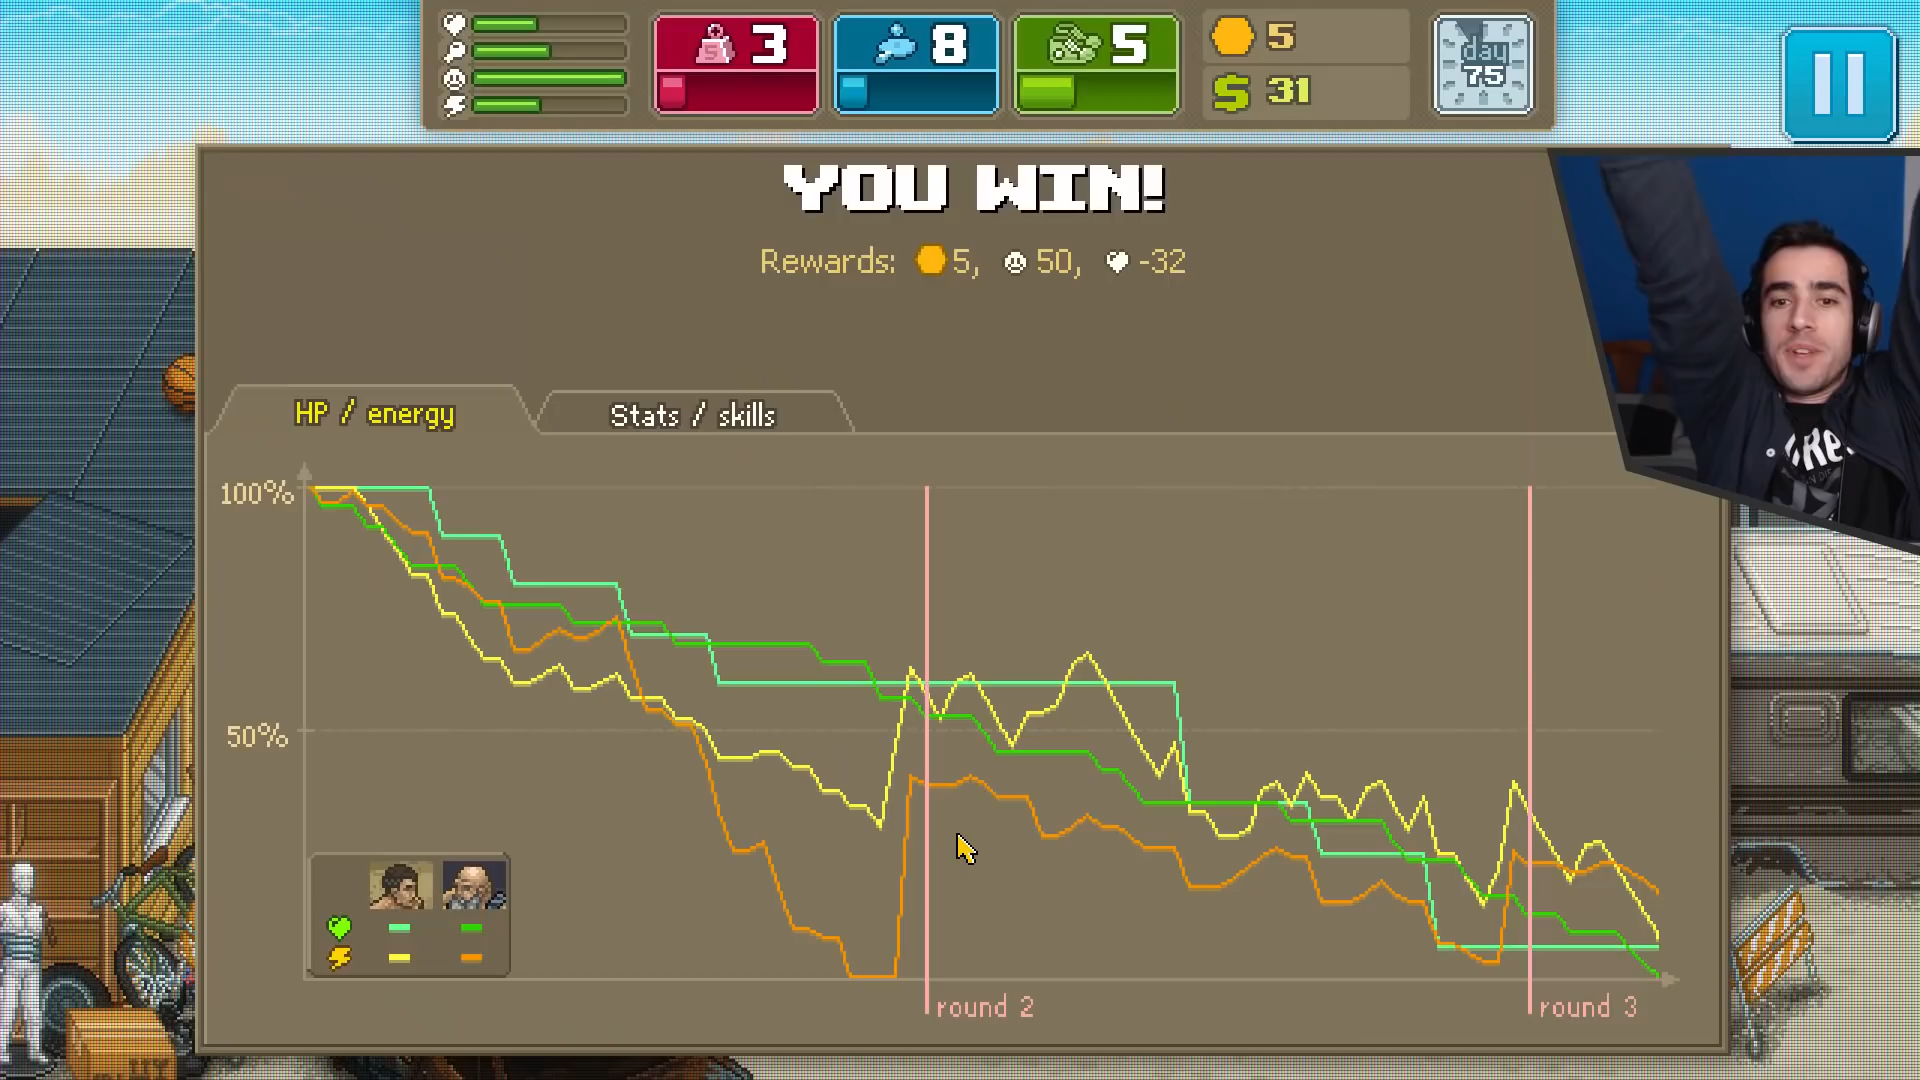 3
8
5
5
$ 31
day
75
YOU WIN!
Rewards: 5, 50, -32
HP / energy
Stats / skills
100%
50%
round 2
round 3